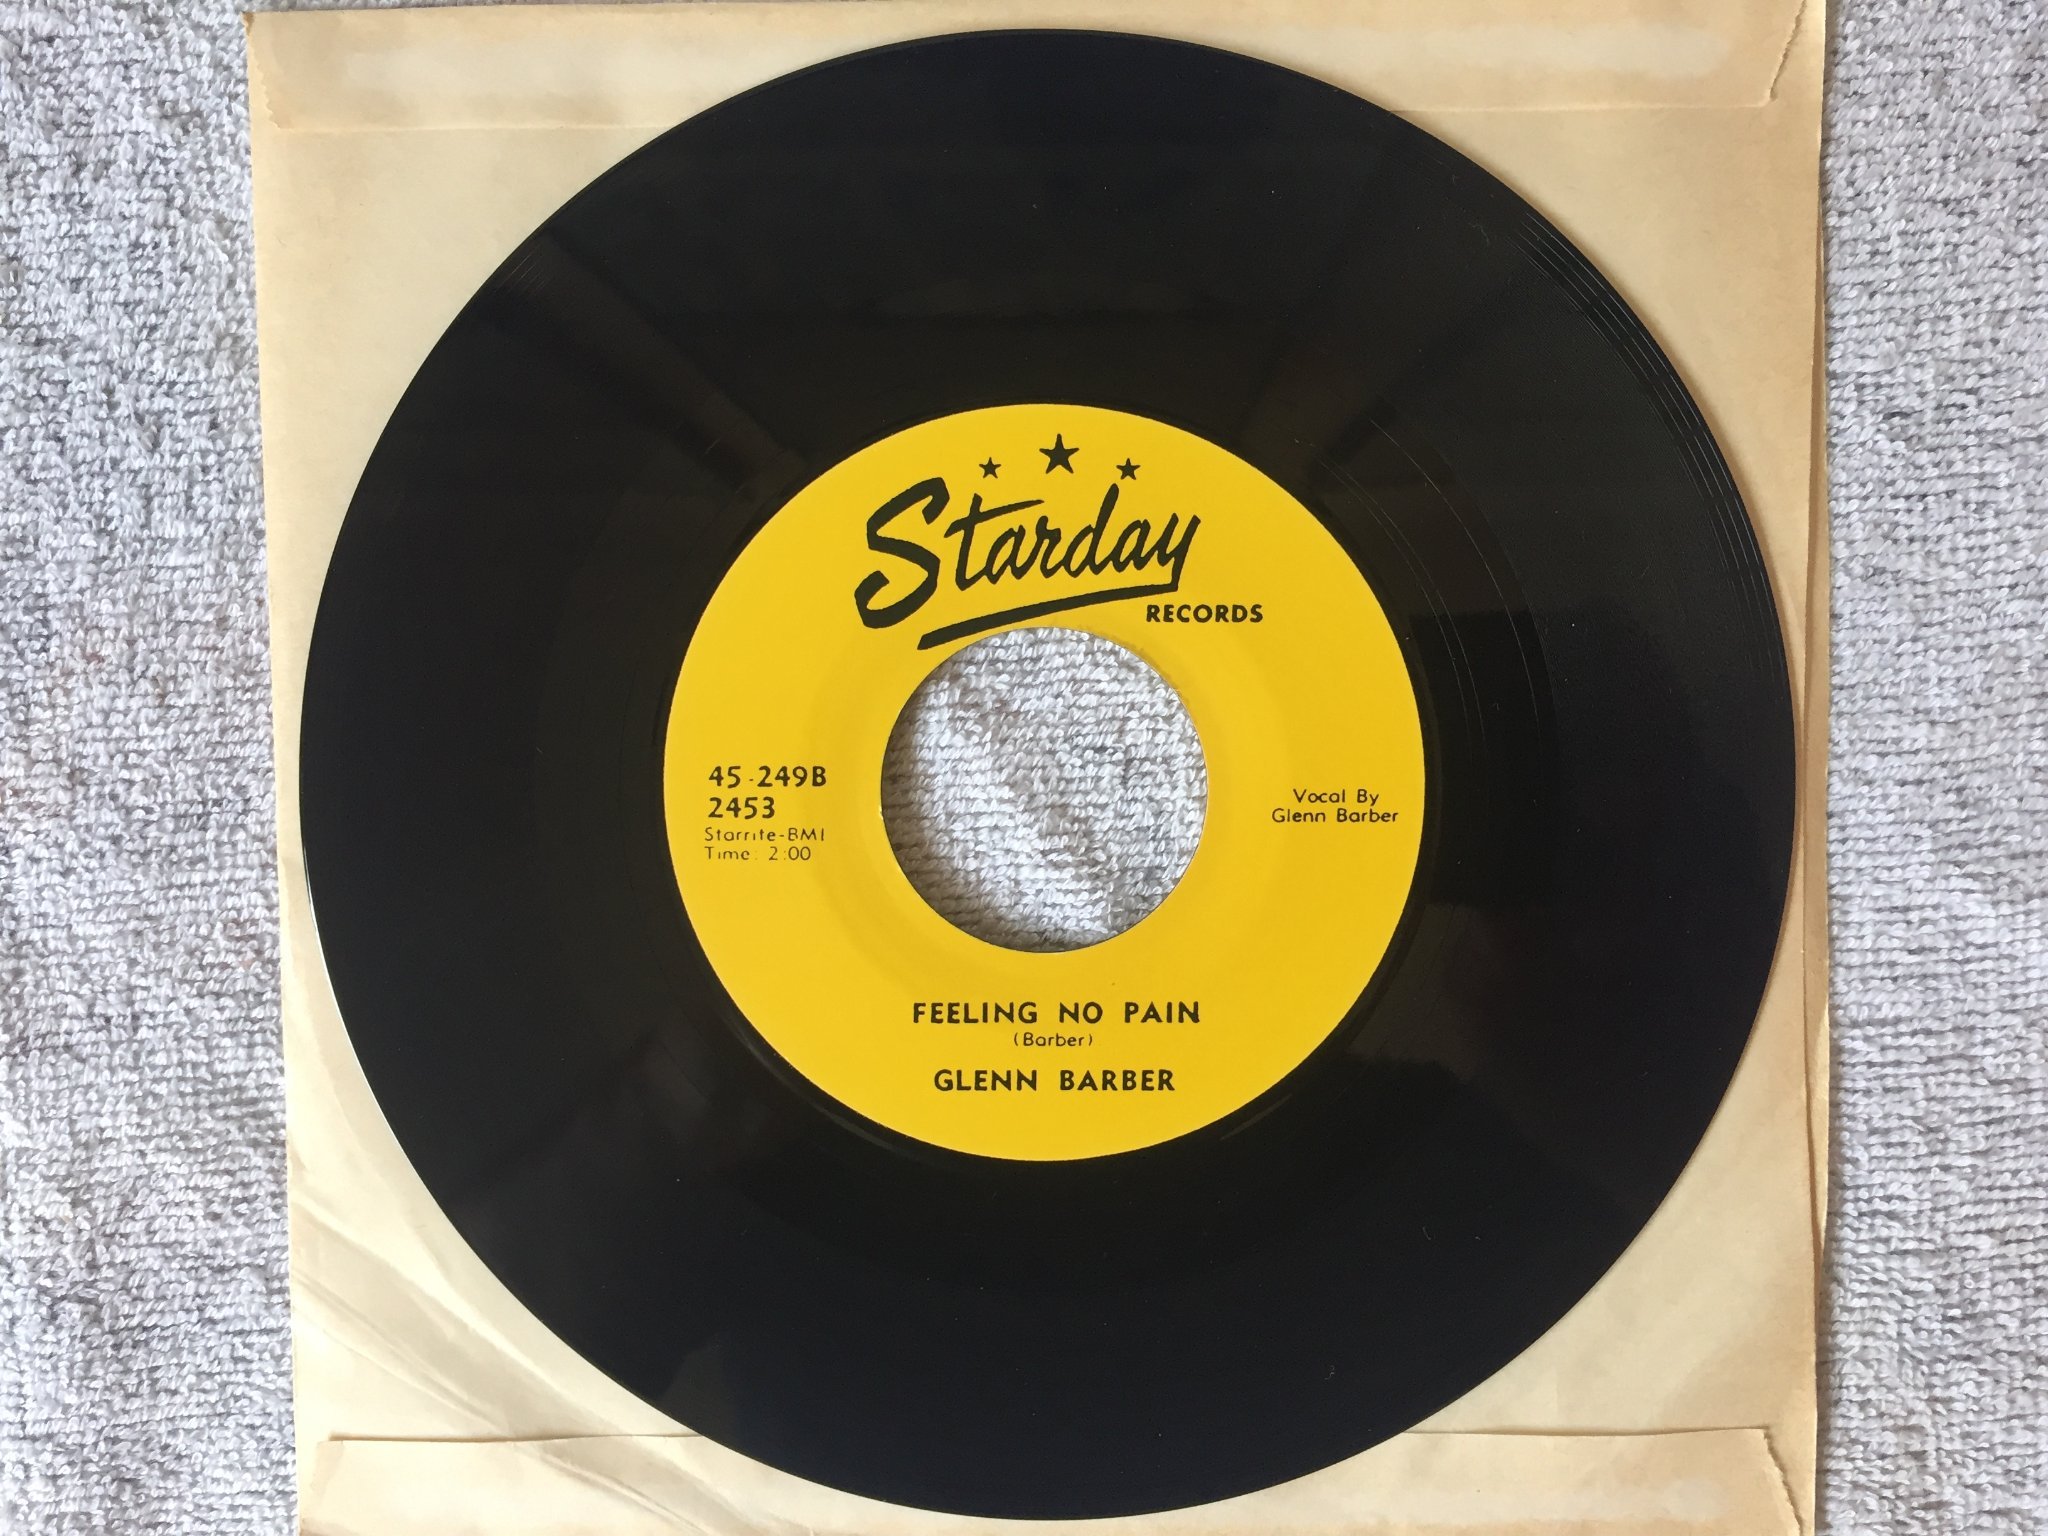 Starday
RECORDS
45-249B
2453
Starrite-BMI
Time: 2:00
Vocal By
Glenn Barber
FEELING NO PAIN
(Barber)
GLENN BARBER